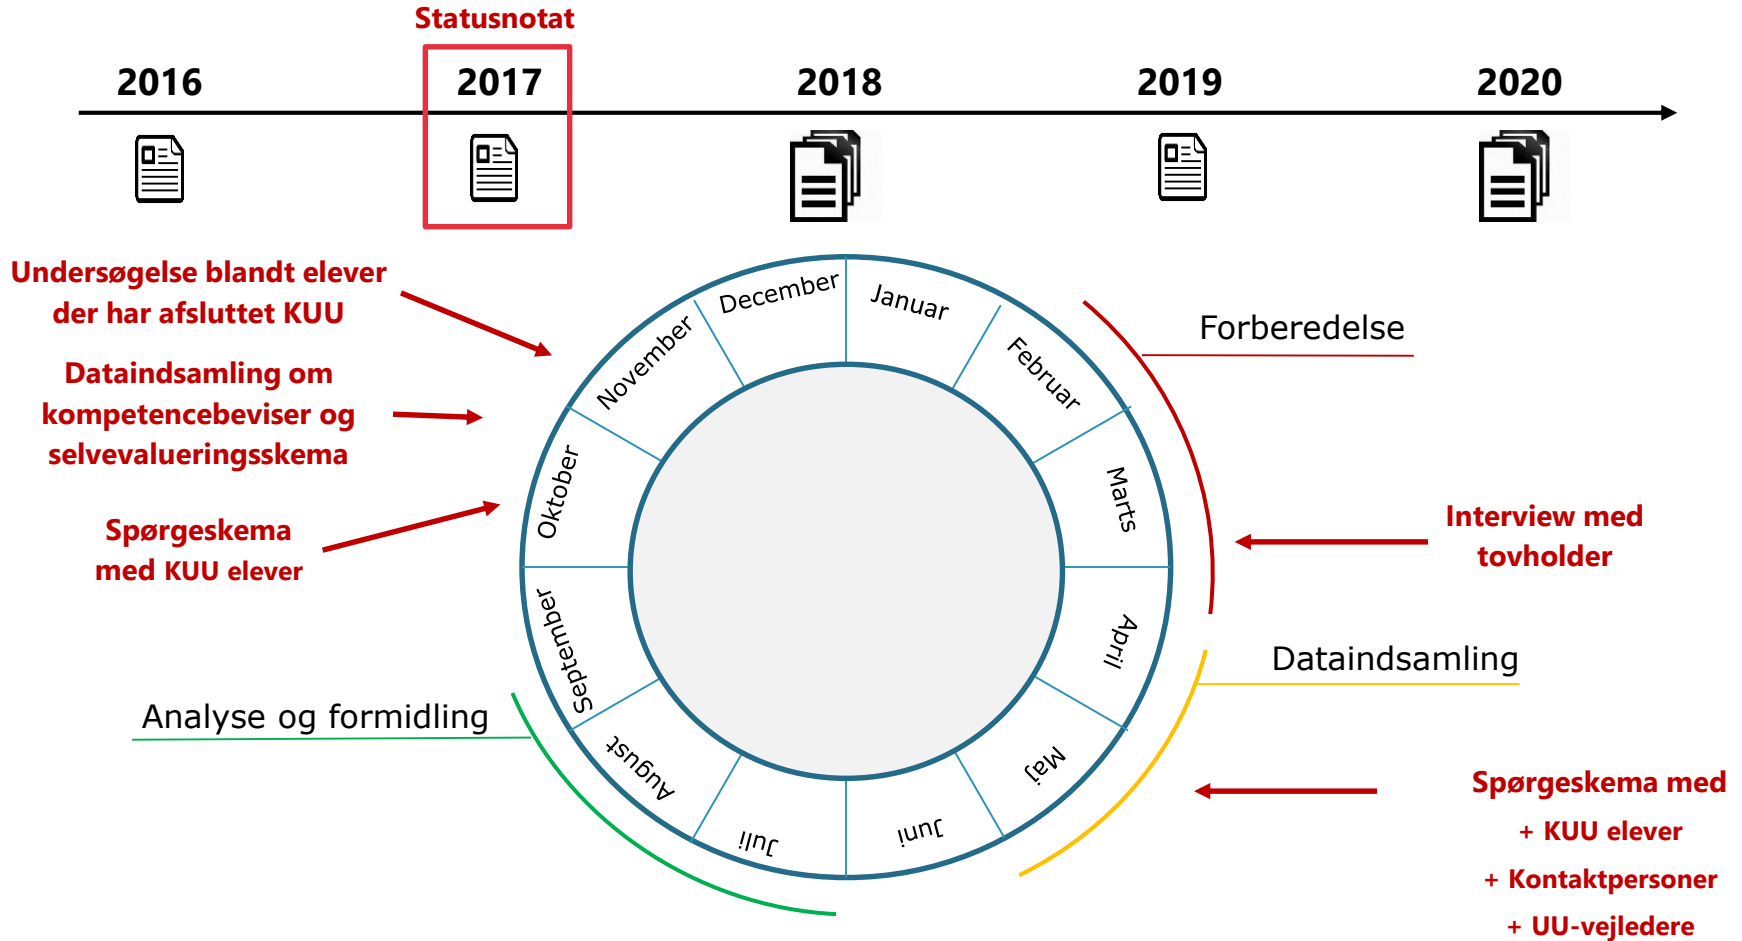 Statusnotat
2016
2017
2018
2019
2020
Undersøgelse blandt elever
der har afsluttet KUU
Dataindsamling om
kompetencebeviser og
selvevalueringsskema
Spørgeskema
med KUU elever
Januar
Februar
Marts
April
Maj
Juni
Juli
August
September
Oktober
November
December
Forberedelse
Interview med
tovholder
Dataindsamling
Analyse og formidling
Spørgeskema med
+ KUU elever
+ Kontaktpersoner
+ UU-vejledere